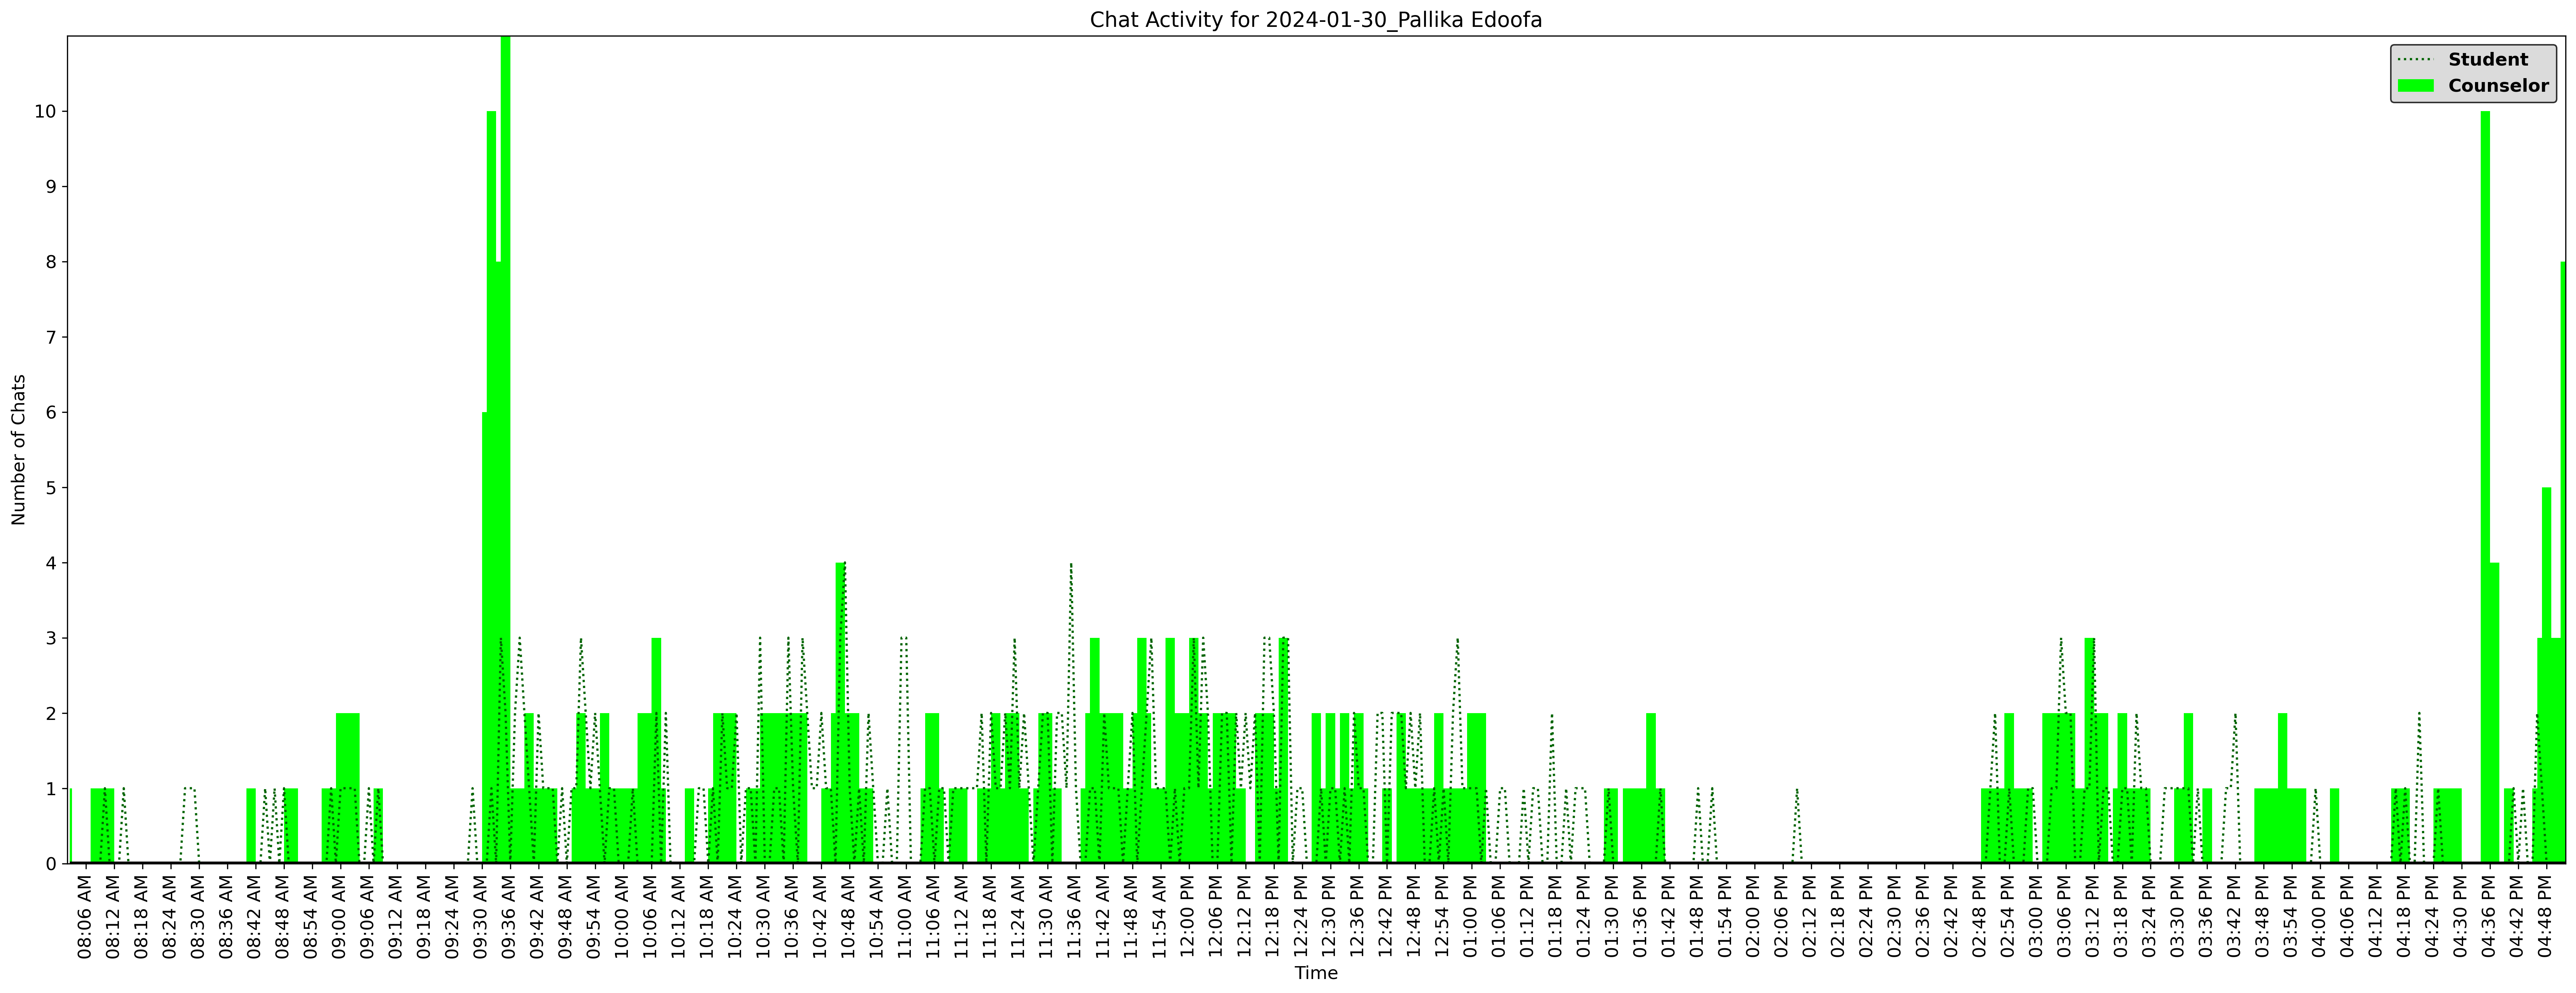 Chat Activity for 2024-01-30_Pallika Edoofa
Student
Counselor
Number of Chats
10
9
8
7
6
5
4
3
2
1
0
08:06 AM
08:12 AM
08:18 AM
08:24 AM
08:30 AM
08:36 AM
08:42 AM
08:48 AM
08:54 AM
09:00 AM
09:06 AM
09:12 AM
09:18 AM
09:24 AM
09:30 AM
09:36 AM
09:42 AM
09:48 AM
09:54 AM
10:00 AM
10:06 AM
10:12 AM
10:18 AM
10:24 AM
10:30 AM
10:36 AM
10:42 AM
10:48 AM
10:54 AM
11:00 AM
11:06 AM
11:12 AM
11:18 AM
11:24 AM
11:30 AM
11:36 AM
11:42 AM
11:48 AM
11:54 AM
12:00 PM
12:06 PM
12:12 PM
12:18 PM
12:24 PM
12:30 PM
12:36 PM
12:42 PM
12:48 PM
12:54 PM
01:00 PM
01:06 PM
01:12 PM
01:18 PM
01:24 PM
01:30 PM
01:36 PM
01:42 PM
01:48 PM
01:54 PM
02:00 PM
02:06 PM
02:12 PM
02:18 PM
02:24 PM
02:30 PM
02:36 PM
02:42 PM
02:48 PM
02:54 PM
03:00 PM
03:06 PM
03:12 PM
03:18 PM
03:24 PM
03:30 PM
03:36 PM
03:42 PM
03:48 PM
03:54 PM
04:00 PM
04:06 PM
04:12 PM
04:18 PM
04:24 PM
04:30 PM
04:36 PM
04:42 PM
04:48 PM
Time